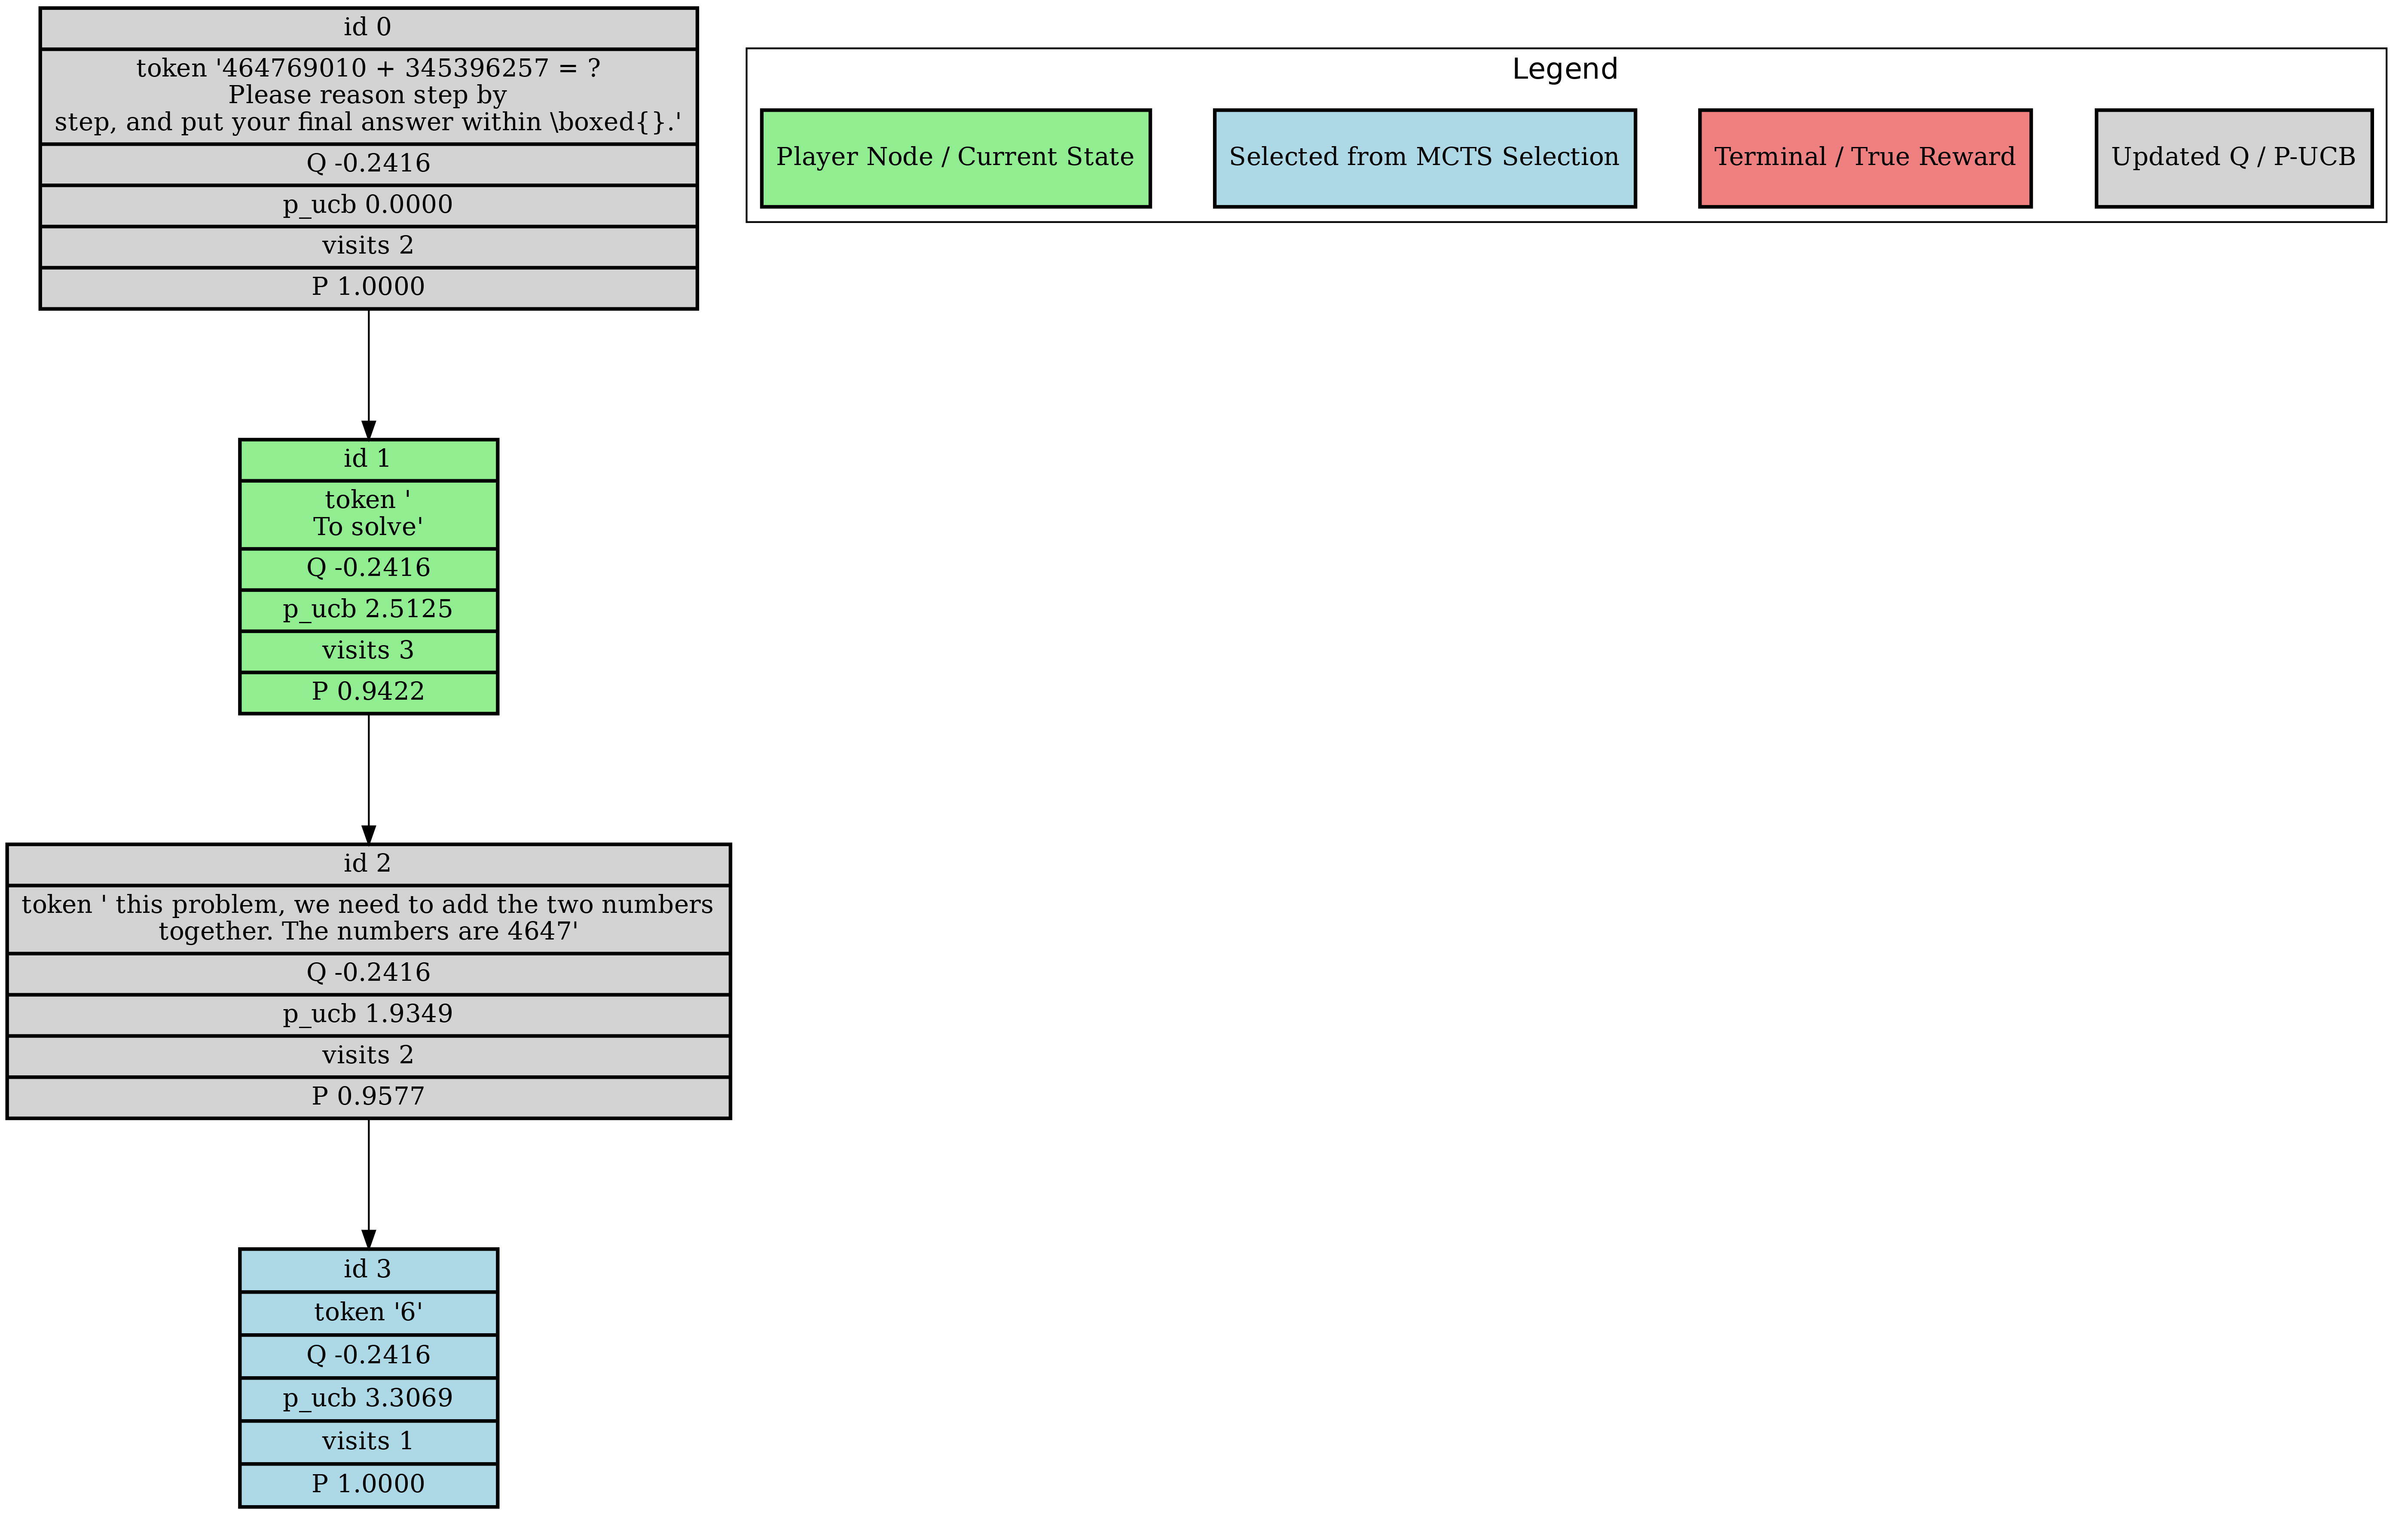 id 0
token '464769010 + 345396257 = ?
Please reason step by
step, and put your final answer within \boxed{}.'
Q -0.2416
p_ucb 0.0000
visits 2
P 1.0000
Legend
Player Node / Current State
Selected from MCTS Selection
Terminal / True Reward
Updated Q / P-UCB
id 1
token '
To solve'
Q -0.2416
p_ucb 2.5125
visits 3
P 0.9422
id 2
token ' this problem, we need to add the two numbers
together. The numbers are 4647'
Q -0.2416
p_ucb 1.9349
visits 2
P 0.9577
id 3
token '6'
Q -0.2416
p_ucb 3.3069
visits 1
P 1.0000